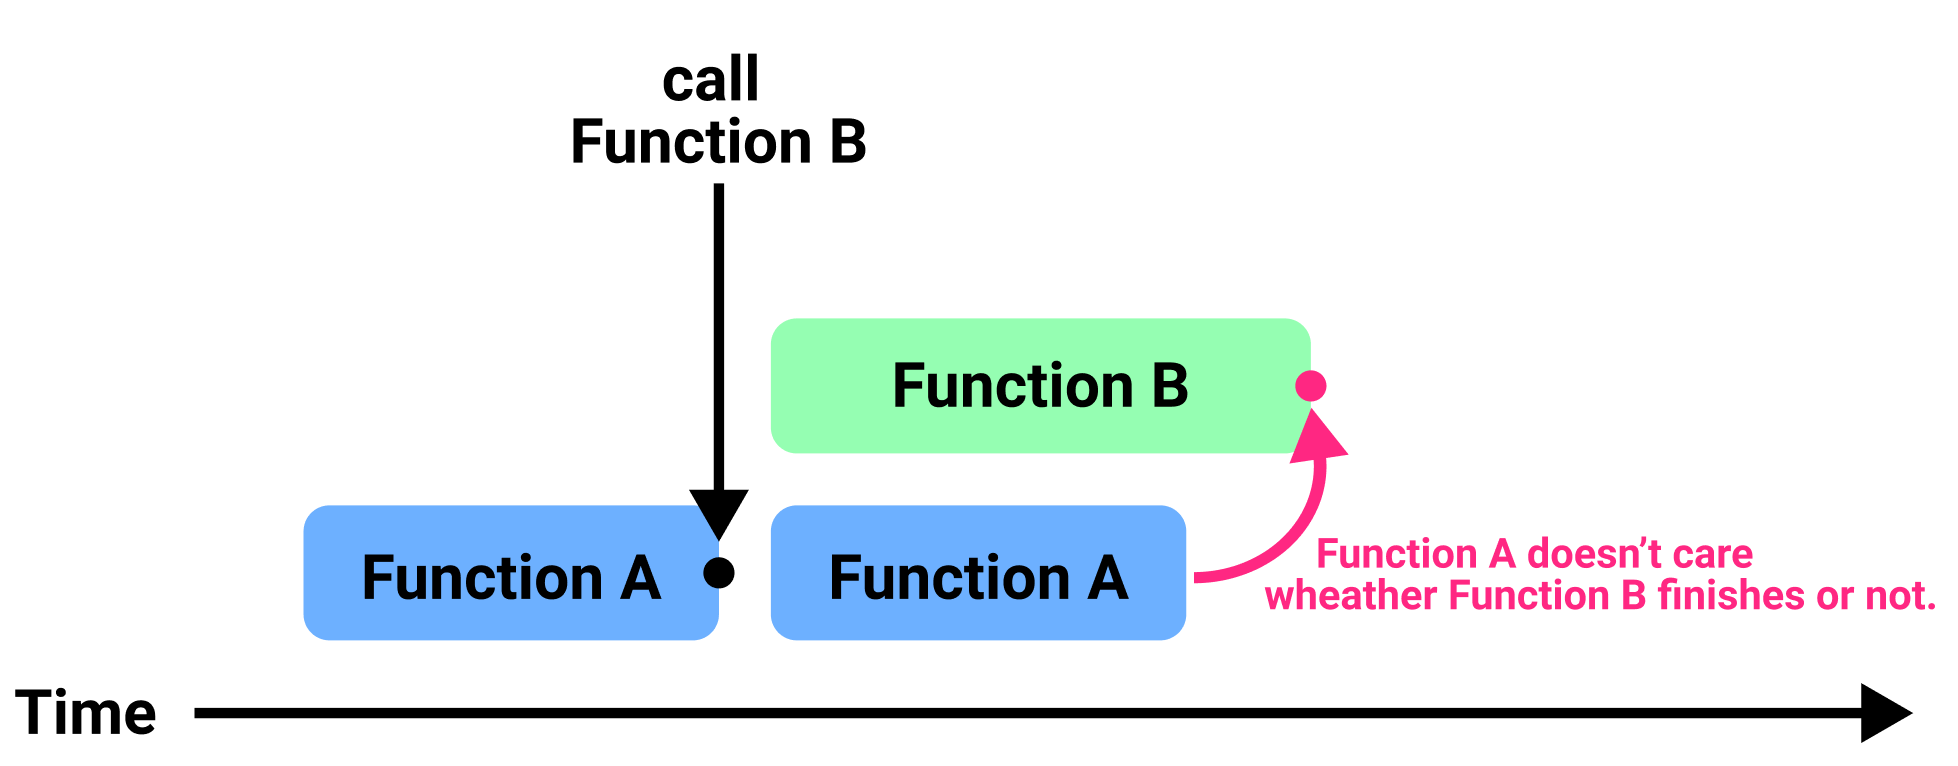 call
Function B
Function B
Function A
Function A
Function A doesn’t care
wheather Function B finishes or not.
Time